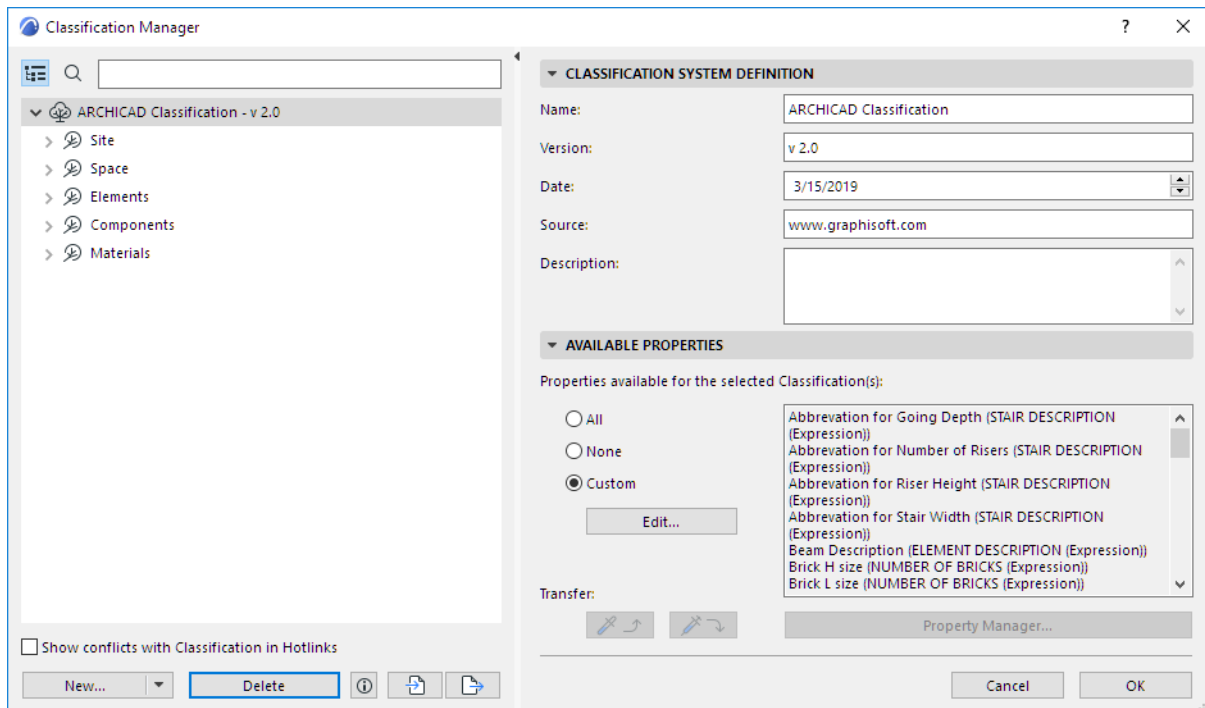 Classification Manager
?
ARCHICAD Classification - v 2.0
Site
Space
Elements
Components
Materials
Show conflicts with Classification in Hotlinks
New...
Delete
CLASSIFICATION SYSTEM DEFINITION
Name:
ARCHICAD Classification
Version:
v 2.0
Date:
3/15/2019
Source:
www.graphisoft.com
Description:
AVAILABLE PROPERTIES
Properties available for the selected Classification(s):
All
None
Custom
Edit...
Abbrevation for Going Depth (STAIR DESCRIPTION
(Expression))
Abbrevation for Number of Risers (STAIR DESCRIPTION
(Expression))
Abbrevation for Riser Height (STAIR DESCRIPTION
(Expression))
Abbrevation for Stair Width (STAIR DESCRIPTION
(Expression))
Beam Description (ELEMENT DESCRIPTION (Expression))
Brick H size (NUMBER OF BRICKS (Expression))
Brick L size (NUMBER OF BRICKS (Expression))
Transfer:
Property Manager...
Cancel
OK